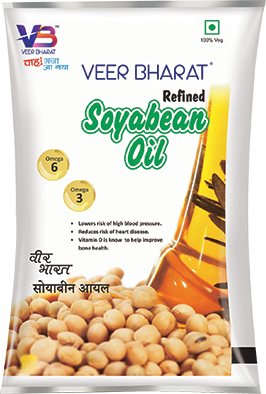 VB
VEER BHARAT
वाह! मज़ा
आ गया
100% Veg
VEER BHARAT®
Refined
Soyabean
Oil
Omega
6
Omega
3
• Lowers risk of high blood pressure.
• Reduces risk of heart disease.
• Vitamin D is know to help improve
bone health.
वीर
भारत
सोयाबीन आयल